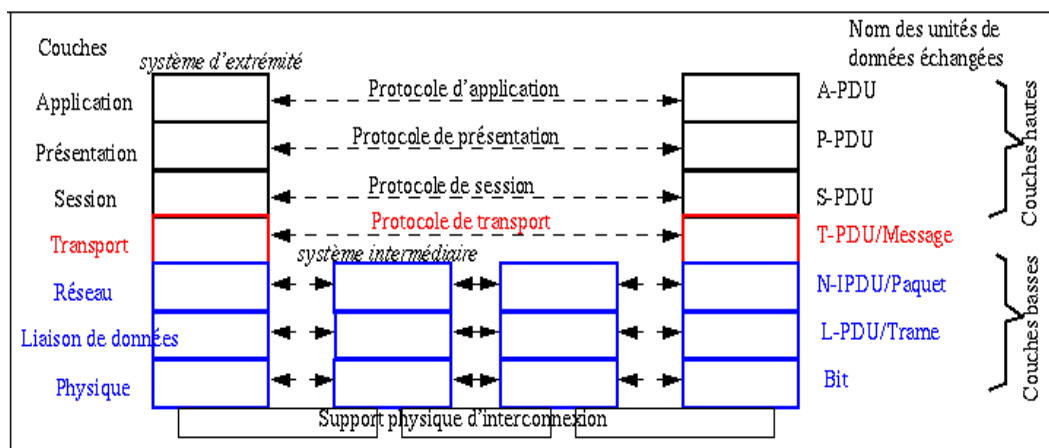 Couches
Nom des unités de
données échangées
système d'extrémité
Application
Protocole d'application
A-PDU
Présentation
Protocole de présentation
P-PDU
Session
Protocole de session
S-PDU
Couches hautes
Transport
Protocole de transport
T-PDU/Message
système intermédiaire
Réseau
N-IPDU/Paquet
Liaison de données
L-PDU/Trame
Physique
Bit
Couches basses
Support physique d'interconnexion